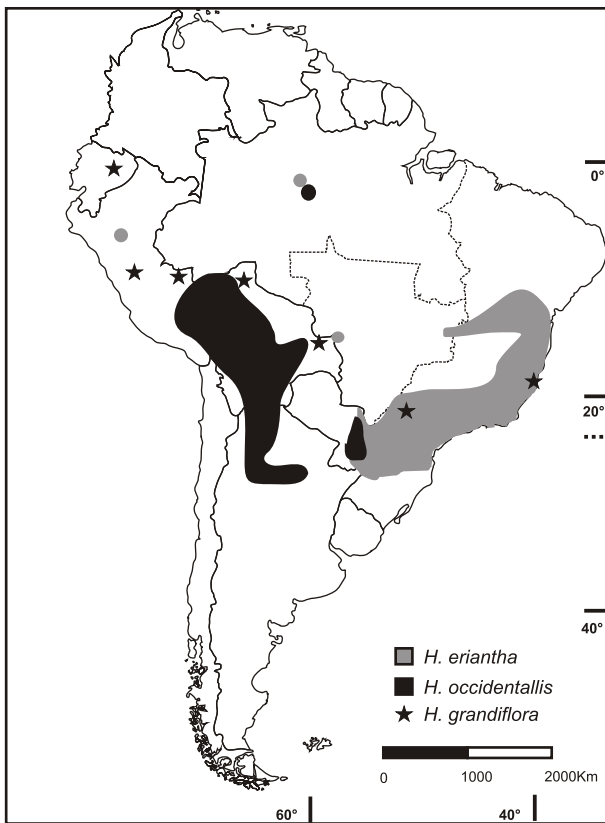 0°
20°
40°
H. eriantha
H. occidentallis
H. grandiflora
0 1000 2000Km
60° 40°